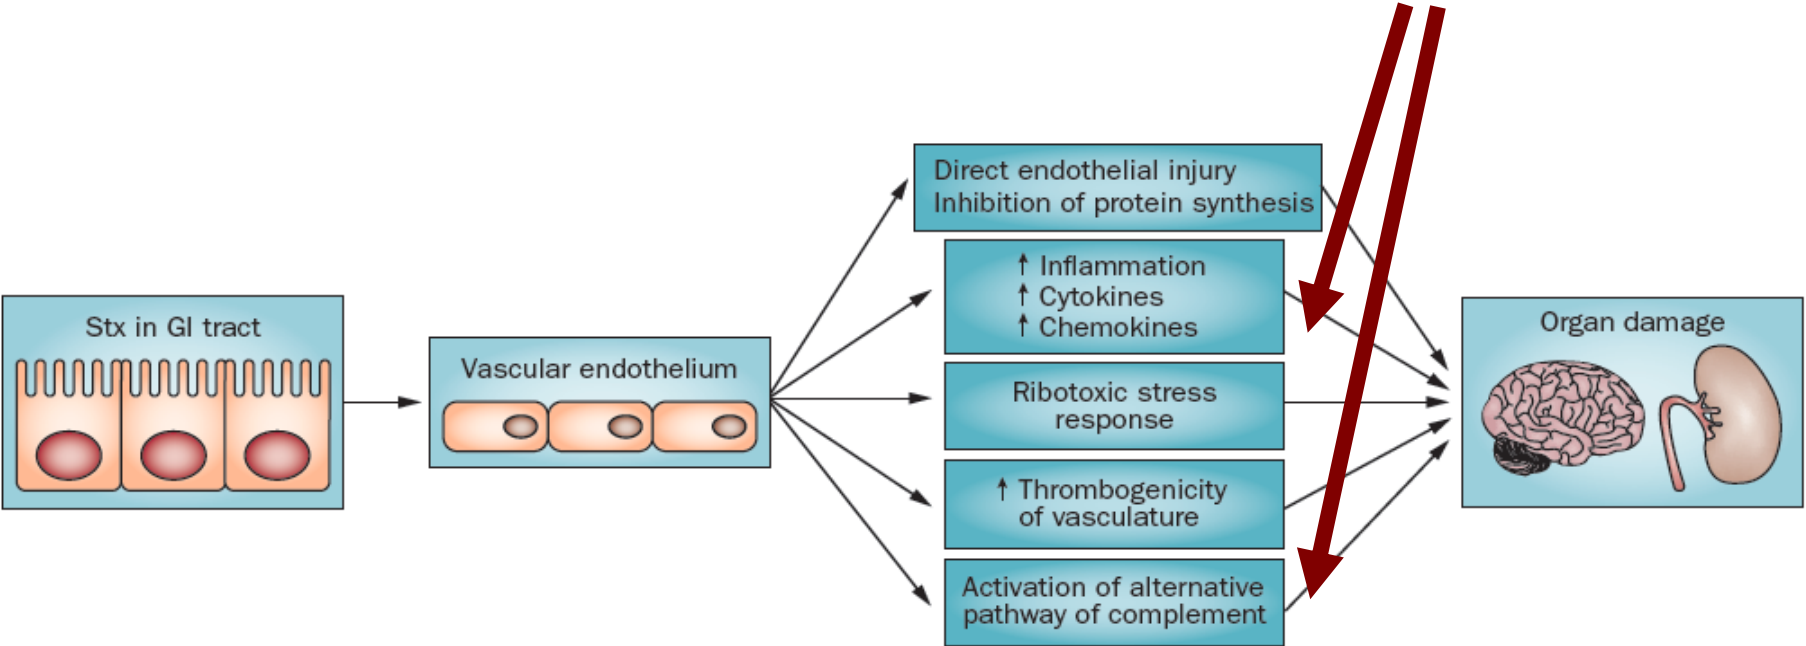 Stx in GI tract
Vascular endothelium
Direct endothelial injury
Inhibition of protein synthesis
↑ Inflammation
↑ Cytokines
↑ Chemokines
Ribotoxic stress
response
↑ Thrombogenicity
of vasculature
Activation of alternative
pathway of complement
Organ damage